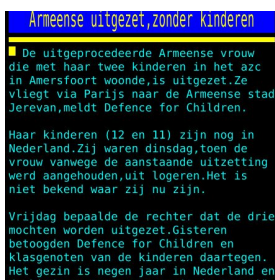 Armeense uitgezet,zonder kinderen
De uitgeprocedeerde Armeense vrouw
die met haar twee kinderen in het azc
in Amersfoort woonde,is uitgezet.Ze
vliegt via Parijs naar de Armeense stad
Jerevan,meldt Defence for Children.
Haar kinderen (12 en 11) zijn nog in
Nederland.Zij waren dinsdag,toen de
vrouw vanwege de aanstaande uitzetting
werd aangehouden,uit logeren.Het is
niet bekend waar zij nu zijn.
Vrijdag bepaalde de rechter dat de drie
mochten worden uitgezet.Gisteren
betoogden Defence for Children en
klasgenoten van de kinderen daartegen.
Het gezin is negen jaar in Nederland en